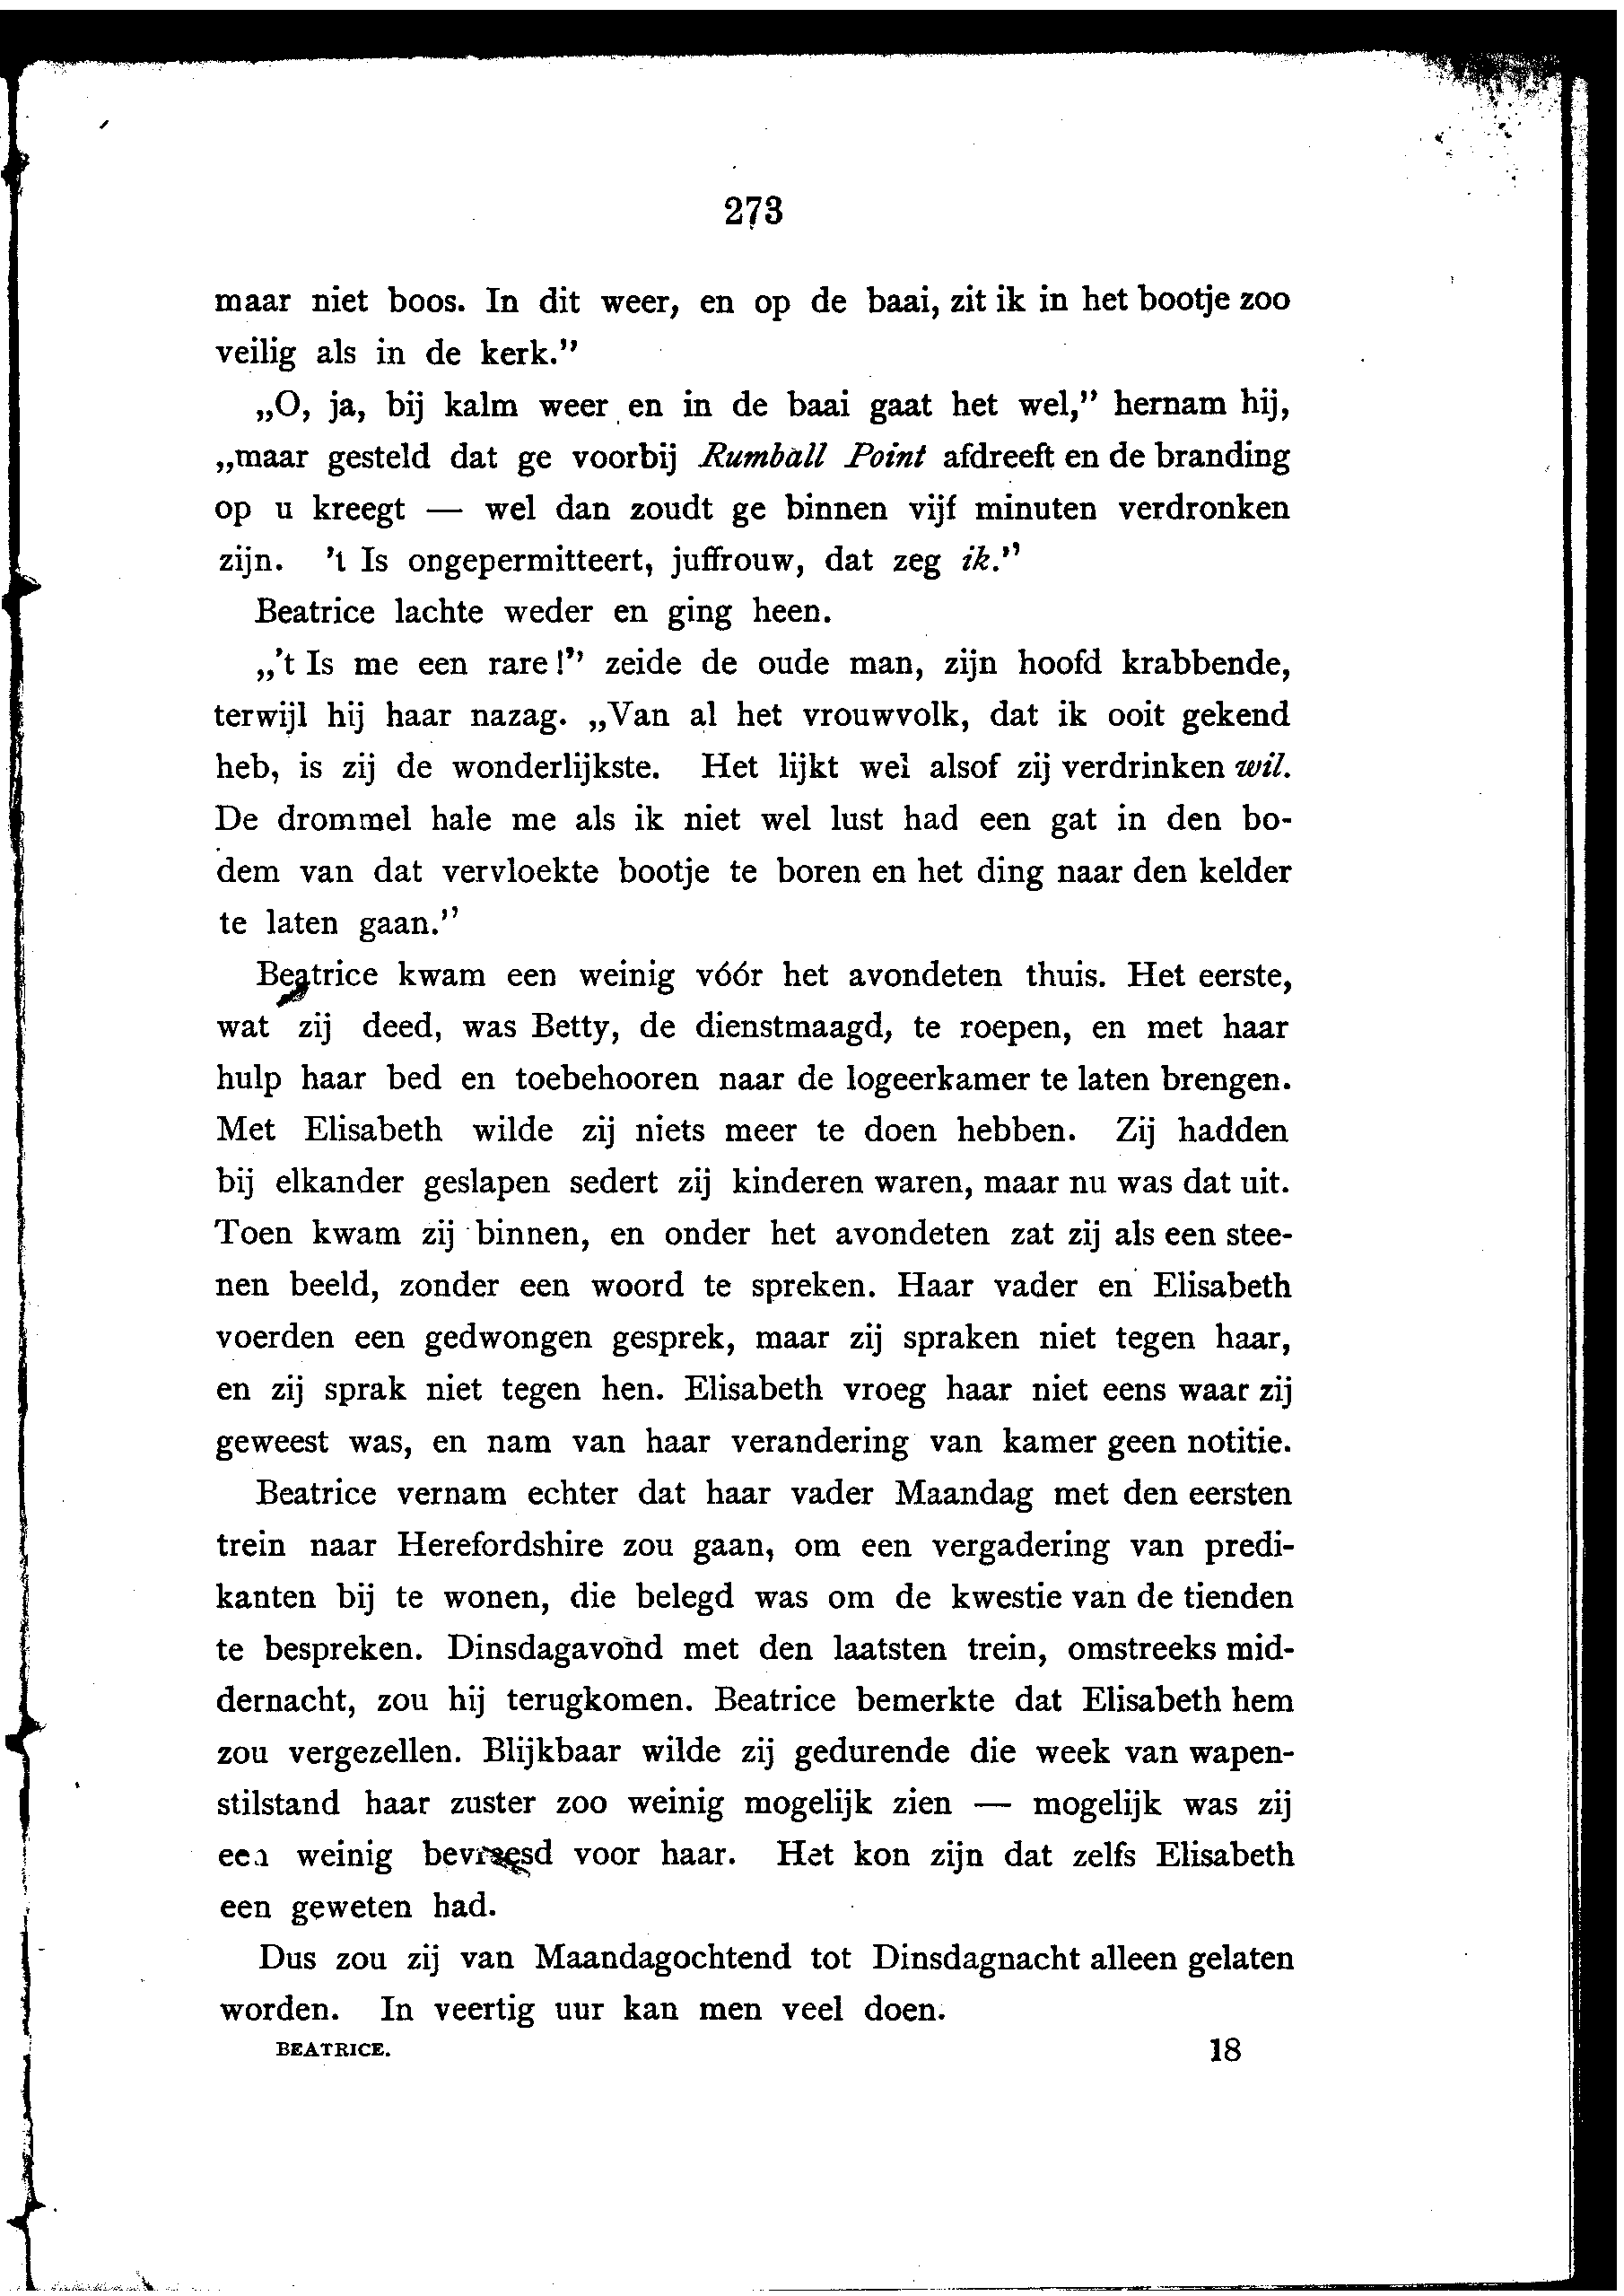 273
maar niet boos. In dit weer, en op de baai, zit ik in het bootje zoo
veilig als in de kerk.”
„O, ja, bij kalm weer en in de baai gaat het wel,” hernam hij,
„maar gesteld dat ge voorbij Rumball Point afdreeft en de branding
op u kreegt — wel dan zoudt ge binnen vijf minuten verdronken
zijn. 't Is ongepermitteert, juffrouw, dat zeg ik.”
Beatrice lachte weder en ging heen.
„'t Is me een rare!” zeide de oude man, zijn hoofd krabbende,
terwijl hij haar nazag. „Van al het vrouwvolk, dat ik ooit gekend
heb, is zij de wonderlijkste. Het lijkt wel alsof zij verdrinken wil.
De drommel hale me als ik niet wel lust had een gat in den bo-
dem van dat vervloekte bootje te boren en het ding naar den kelder
te laten gaan.”
Beatrice kwam een weinig vóór het avondeten thuis. Het eerste,
wat zij deed, was Betty, de dienstmaagd, te roepen, en met haar
hulp haar bed en toebehooren naar de logeerkamer te laten brengen.
Met Elisabeth wilde zij niets meer te doen hebben. Zij hadden
bij elkander geslapen sedert zij kinderen waren, maar nu was dat uit.
Toen kwam zij binnen, en onder het avondeten zat zij als een stee-
nen beeld, zonder een woord te spreken. Haar vader en Elisabeth
voerden een gedwongen gesprek, maar zij spraken niet tegen haar,
en zij sprak niet tegen hen. Elisabeth vroeg haar niet eens waar zij
geweest was, en nam van haar verandering van kamer geen notitie.
Beatrice vernam echter dat haar vader Maandag met den eersten
trein naar Herefordshire zou gaan, om een vergadering van predi-
kanten bij te wonen, die belegd was om de kwestie van de tienden
te bespreken. Dinsdagavond met den laatsten trein, omstreeks mid-
dernacht, zou hij terugkomen. Beatrice bemerkte dat Elisabeth hem
zou vergezellen. Blijkbaar wilde zij gedurende die week van wapen-
stilstand haar zuster zoo weinig mogelijk zien — mogelijk was zij
een weinig bevreesd voor haar. Het kon zijn dat zelfs Elisabeth
een geweten had.
Dus zou zij van Maandagochtend tot Dinsdagnacht alleen gelaten
worden. In veertig uur kan men veel doen.
BEATRICE. 18